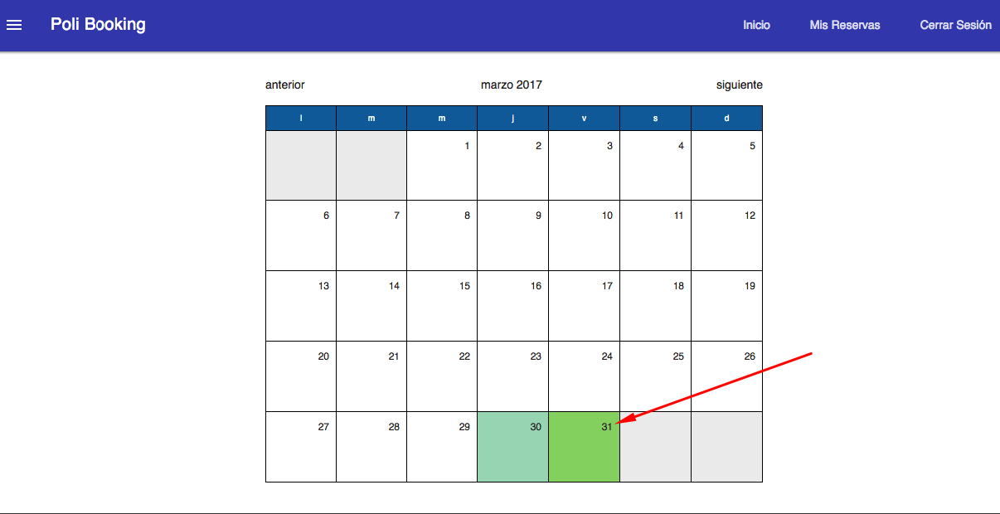 Poli Booking Inicio Mis Reservas Cerrar Sesión
anterior marzo 2017 siguiente
l m m j v s d
1 2 3 4 5
6 7 8 9 10 11 12
13 14 15 16 17 18 19
20 21 22 23 24 25 26
27 28 29 30 31